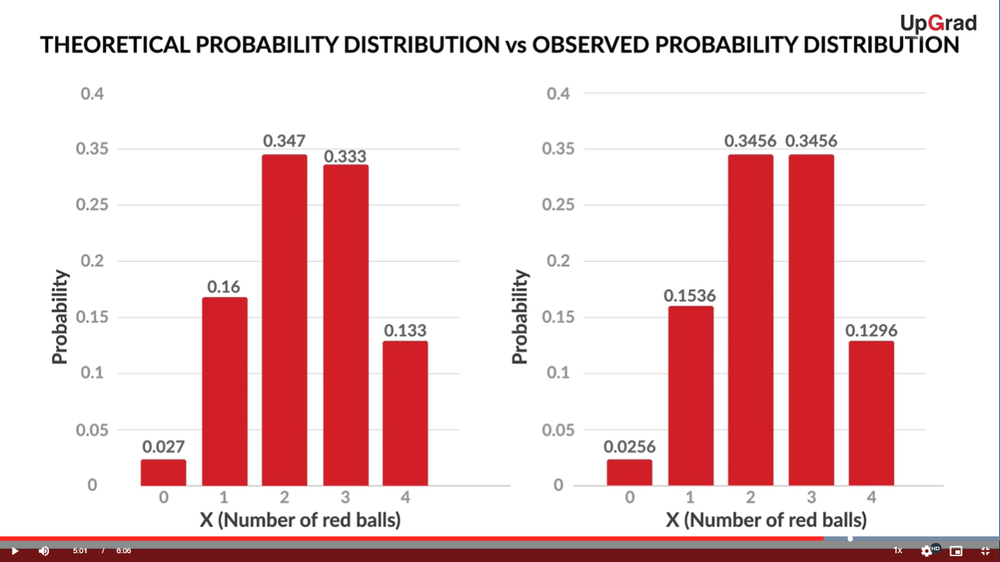 UpGrad
THEORETICAL PROBABILITY DISTRIBUTION vs OBSERVED PROBABILITY DISTRIBUTION
Probability
0.4
0.35
0.25
0.2
0.15
0.1
0.05
0
0.027
0.16
0.347
0.333
0.133
0 1 2 3 4
X (Number of red balls)
Probability
0.4
0.35
0.25
0.2
0.15
0.1
0.05
0
0.0256
0.1536
0.3456
0.3456
0.1296
0 1 2 3 4
X (Number of red balls)
5:01 / 6:06
1x
HD